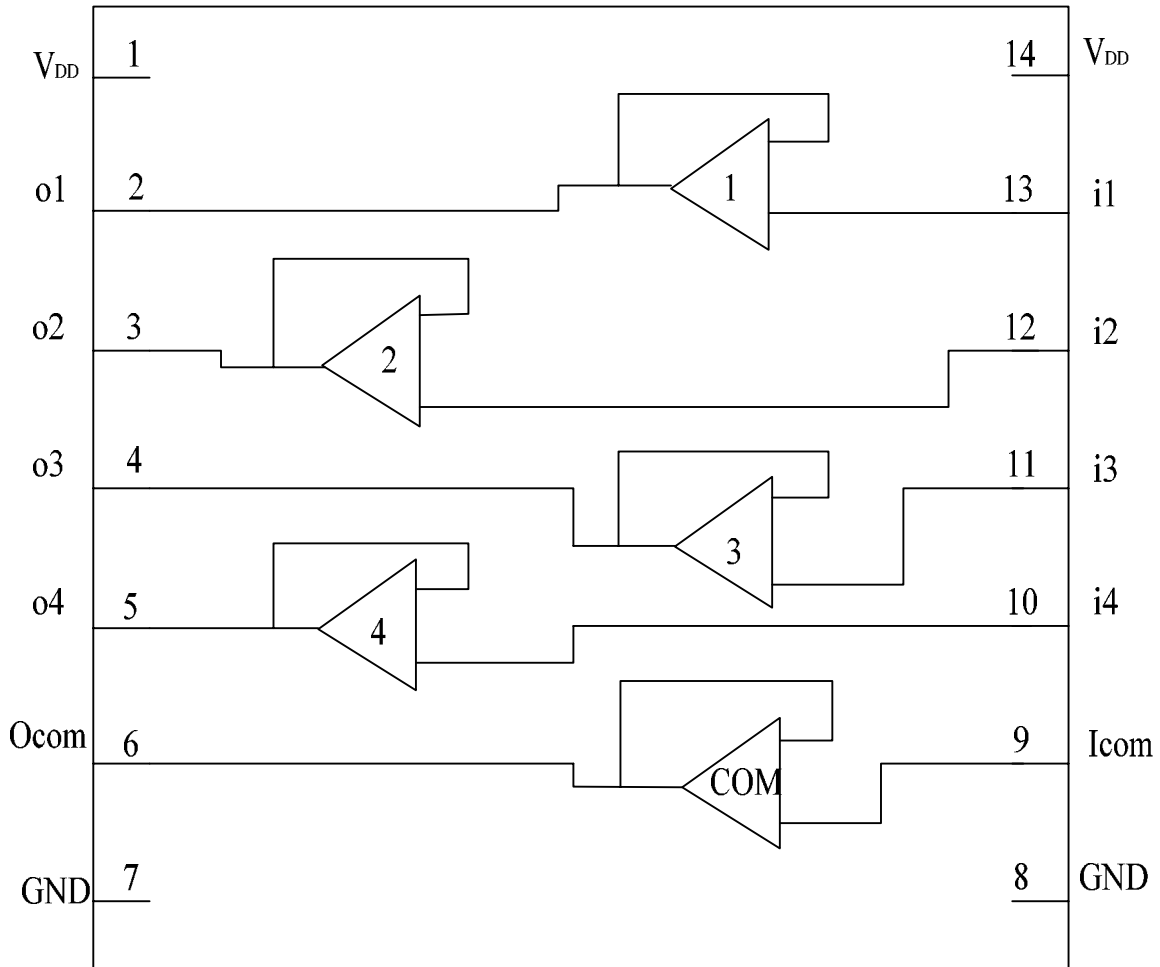 VDD 1 14 VDD
o1 2 1 13 i1
o2 3 2 12 i2
o3 4 3 11 i3
o4 5 4 10 i4
Ocom 6 COM 9 Icom
GND 7 8 GND